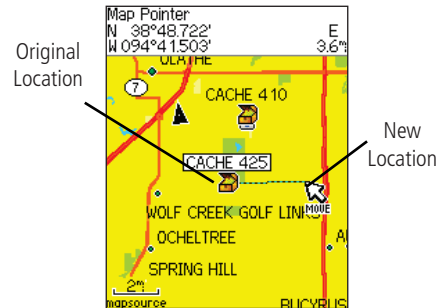 Map Pointer
N 38°48.722' E
W 094°41.503' 3.6m
OLATHE
7
CACHE 410
Original
Location
New
Location
CACHE 425
MOVE
WOLF CREEK GOLF LINKS
OCHELTREE
SPRING HILL
2m
mapsource
BUCYRUS